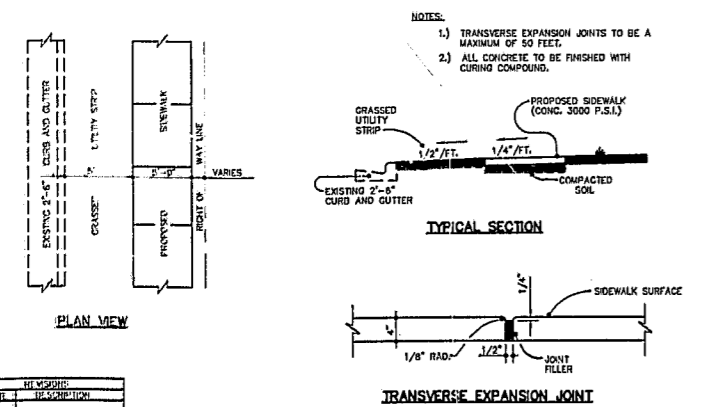 NOTES:
1.) TRANSVERSE EXPANSION JOINTS TO BE A
MAXIMUM OF 50 FEET.
2.) ALL CONCRETE TO BE FINISHED WITH
CURING COMPOUND.
EXISTING 2'-6" CURB AND GUTTER
UTILITY STRIP
PROPOSED SIDEWALK
RIGHT OF WAY LINE
VARIES
PLAN VIEW
GRASSED
UTILITY
STRIP
1/2"/FT.
1/4"/FT.
PROPOSED SIDEWALK
(CONC. 3000 P.S.I.)
EXISTING 2'-6"
CURB AND GUTTER
COMPACTED
SOIL
TYPICAL SECTION
1/4"
SIDEWALK SURFACE
4"
1/8" RAD.
1/2"
JOINT
FILLER
TRANSVERSE EXPANSION JOINT
REVISIONS
DESCRIPTION